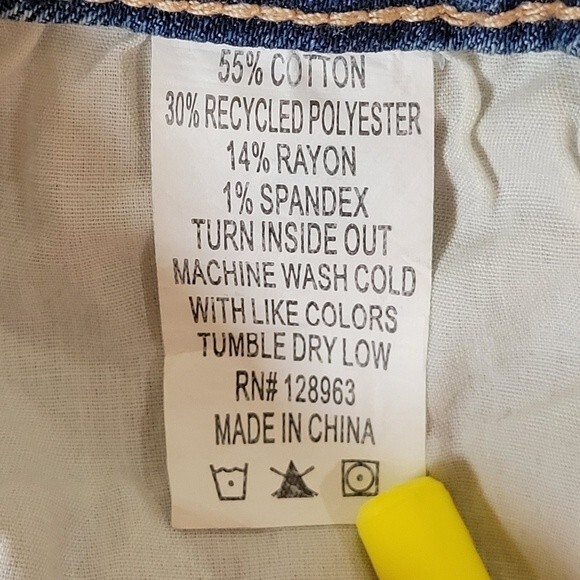 55% COTTON
30% RECYCLED POLYESTER
14% RAYON
1% SPANDEX
TURN INSIDE OUT
MACHINE WASH COLD
WITH LIKE COLORS
TUMBLE DRY LOW
RN# 128963
MADE IN CHINA